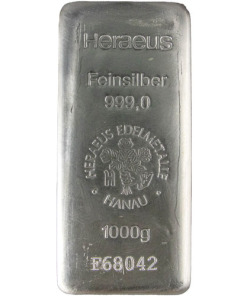 Heraeus
Feinsilber
999,0
HERAEUS EDELMETALLE
HANAU
1000g
F68042